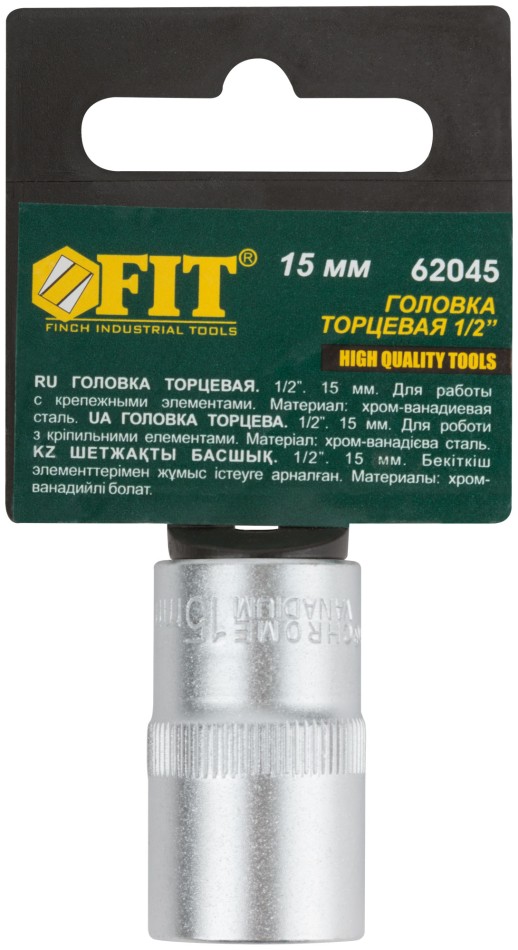 FIT® 15 мм 62045
FINCH INDUSTRIAL TOOLS
ГОЛОВКА
ТОРЦЕВАЯ 1/2”
HIGH QUALITY TOOLS
RU ГОЛОВКА ТОРЦЕВАЯ. 1/2”. 15 мм. Для работы
с крепежными элементами. Материал: хром-ванадиевая
сталь. UA ГОЛОВКА ТОРЦЕВА. 1/2”. 15 мм. Для роботи
з кріпильними елементами. Матеріал: хром-ванадієва сталь.
KZ ШЕТЖАҚТЫ БАСШЫҚ. 1/2”. 15 мм. Бекіткіш
элементтерімен жұмыс істеуге арналған. Материалы: хром-
ванадийлі болат.
CHROME
VANADIUM
15mm